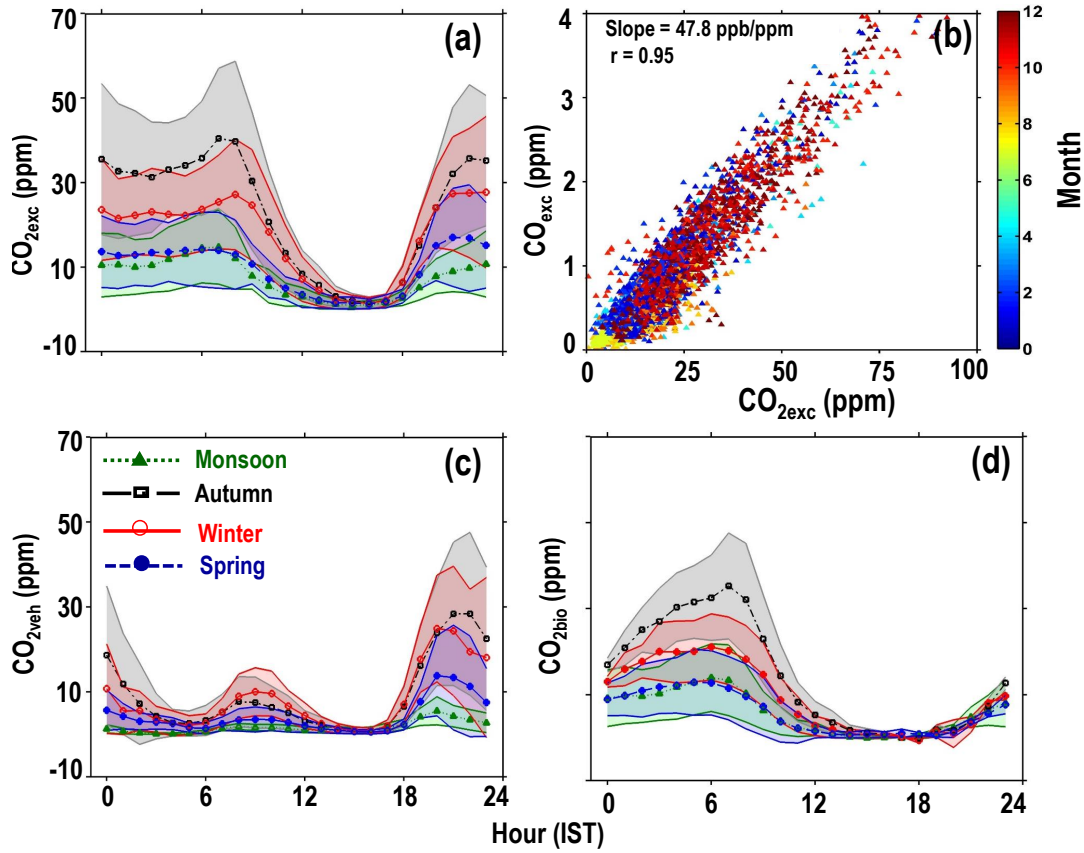 70
50
30
10
-10
CO2exc (ppm)
(a)
4
3
2
1
0
COexc (ppm)
Slope = 47.8 ppb/ppm
r = 0.95
(b)
0
25
50
75
100
CO2exc (ppm)
12
10
8
6
4
2
0
Month
70
50
30
10
-10
CO2veh (ppm)
(c)
Monsoon
Autumn
Winter
Spring
0
6
12
18
24
CO2bio (ppm)
(d)
0
6
12
18
24
Hour (IST)